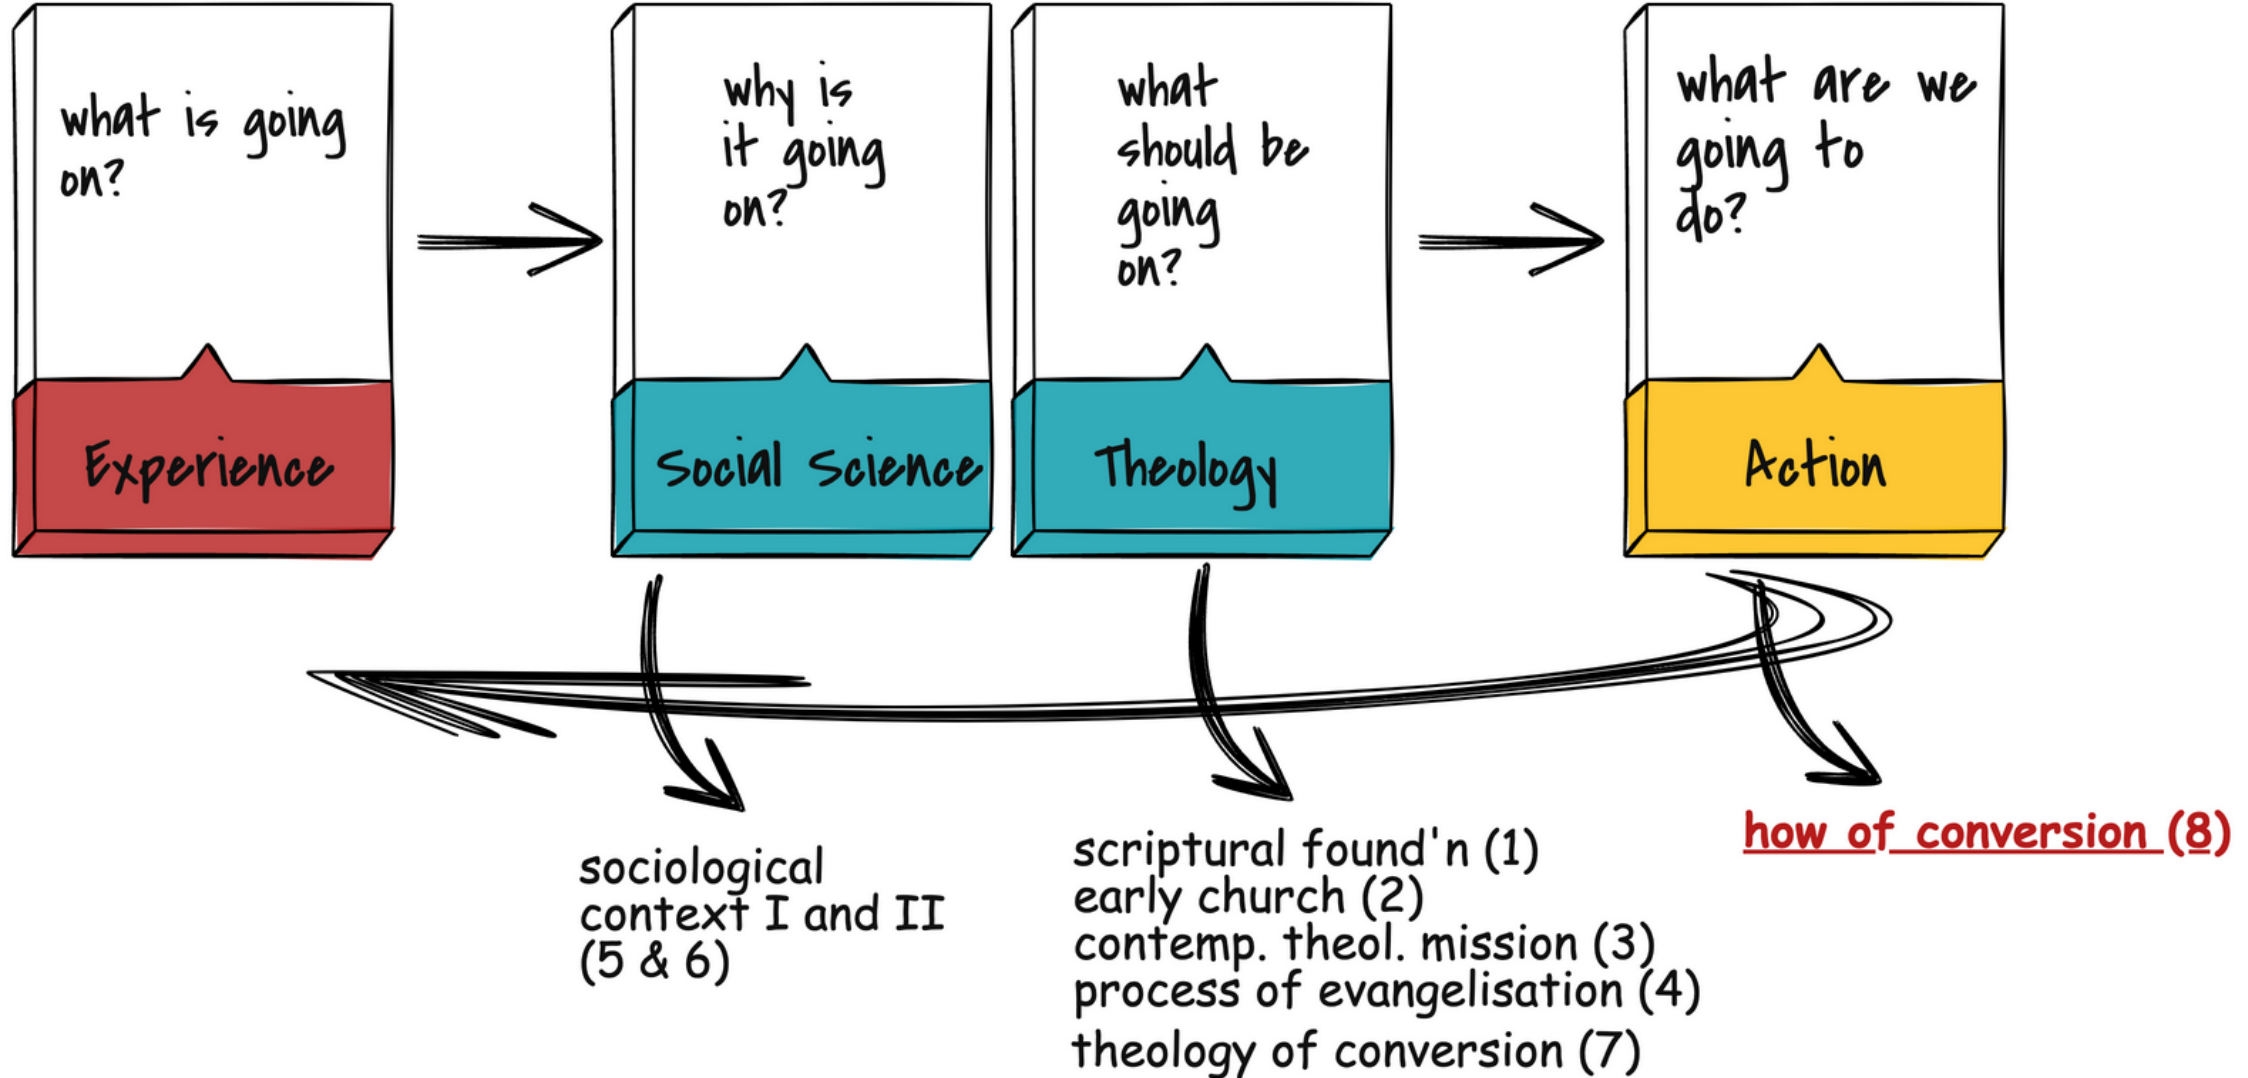 what is going
on?
Experience
why is
it going
on?
Social Science
what
should be
going
on?
Theology
what are we
going to
do?
Action
sociological
context I and II
(5 & 6)
scriptural found'n (1)
early church (2)
contemp. theol. mission (3)
process of evangelisation (4)
theology of conversion (7)
how of conversion (8)